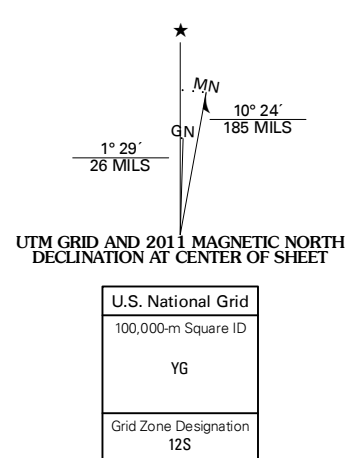 ★
MN
GN
10° 24´
185 MILS
1° 29´
26 MILS
UTM GRID AND 2011 MAGNETIC NORTH
DECLINATION AT CENTER OF SHEET
U.S. National Grid
100,000-m Square ID
YG
Grid Zone Designation
12S